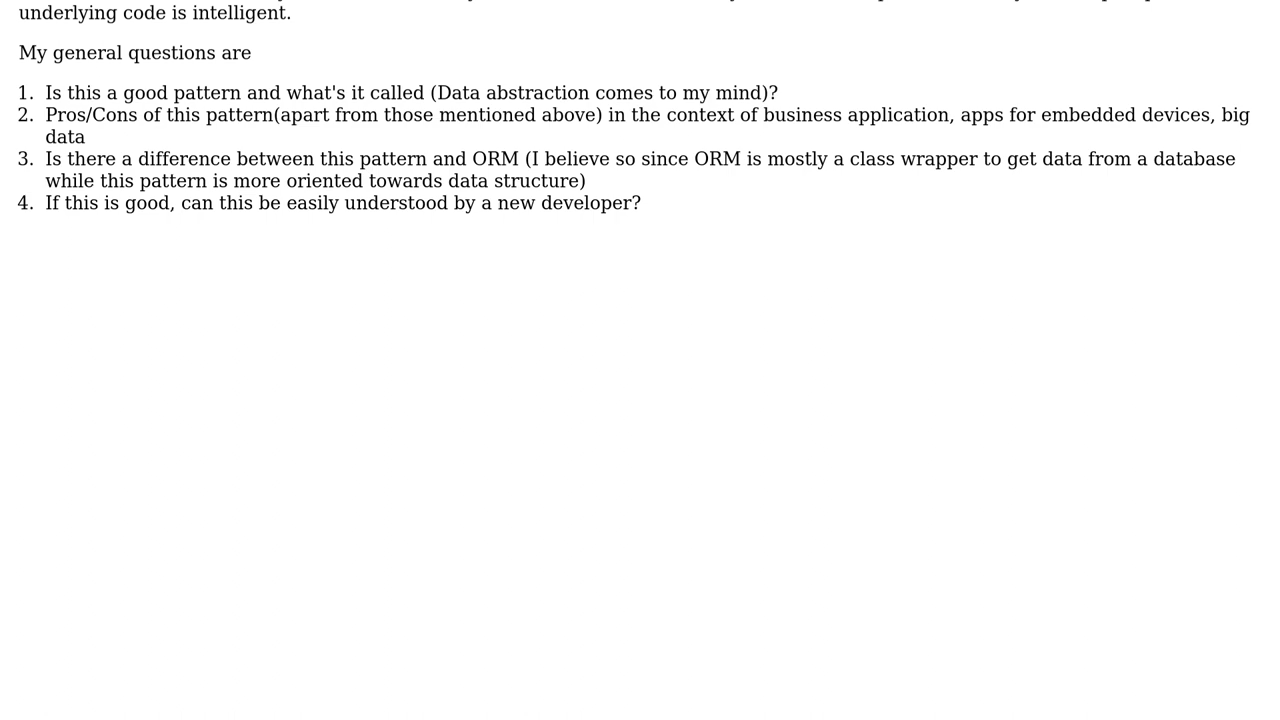 underlying code is intelligent.
My general questions are
1. Is this a good pattern and what's it called (Data abstraction comes to my mind)?
2. Pros/Cons of this pattern(apart from those mentioned above) in the context of business application, apps for embedded devices, big
data
3. Is there a difference between this pattern and ORM (I believe so since ORM is mostly a class wrapper to get data from a database
while this pattern is more oriented towards data structure)
4. If this is good, can this be easily understood by a new developer?